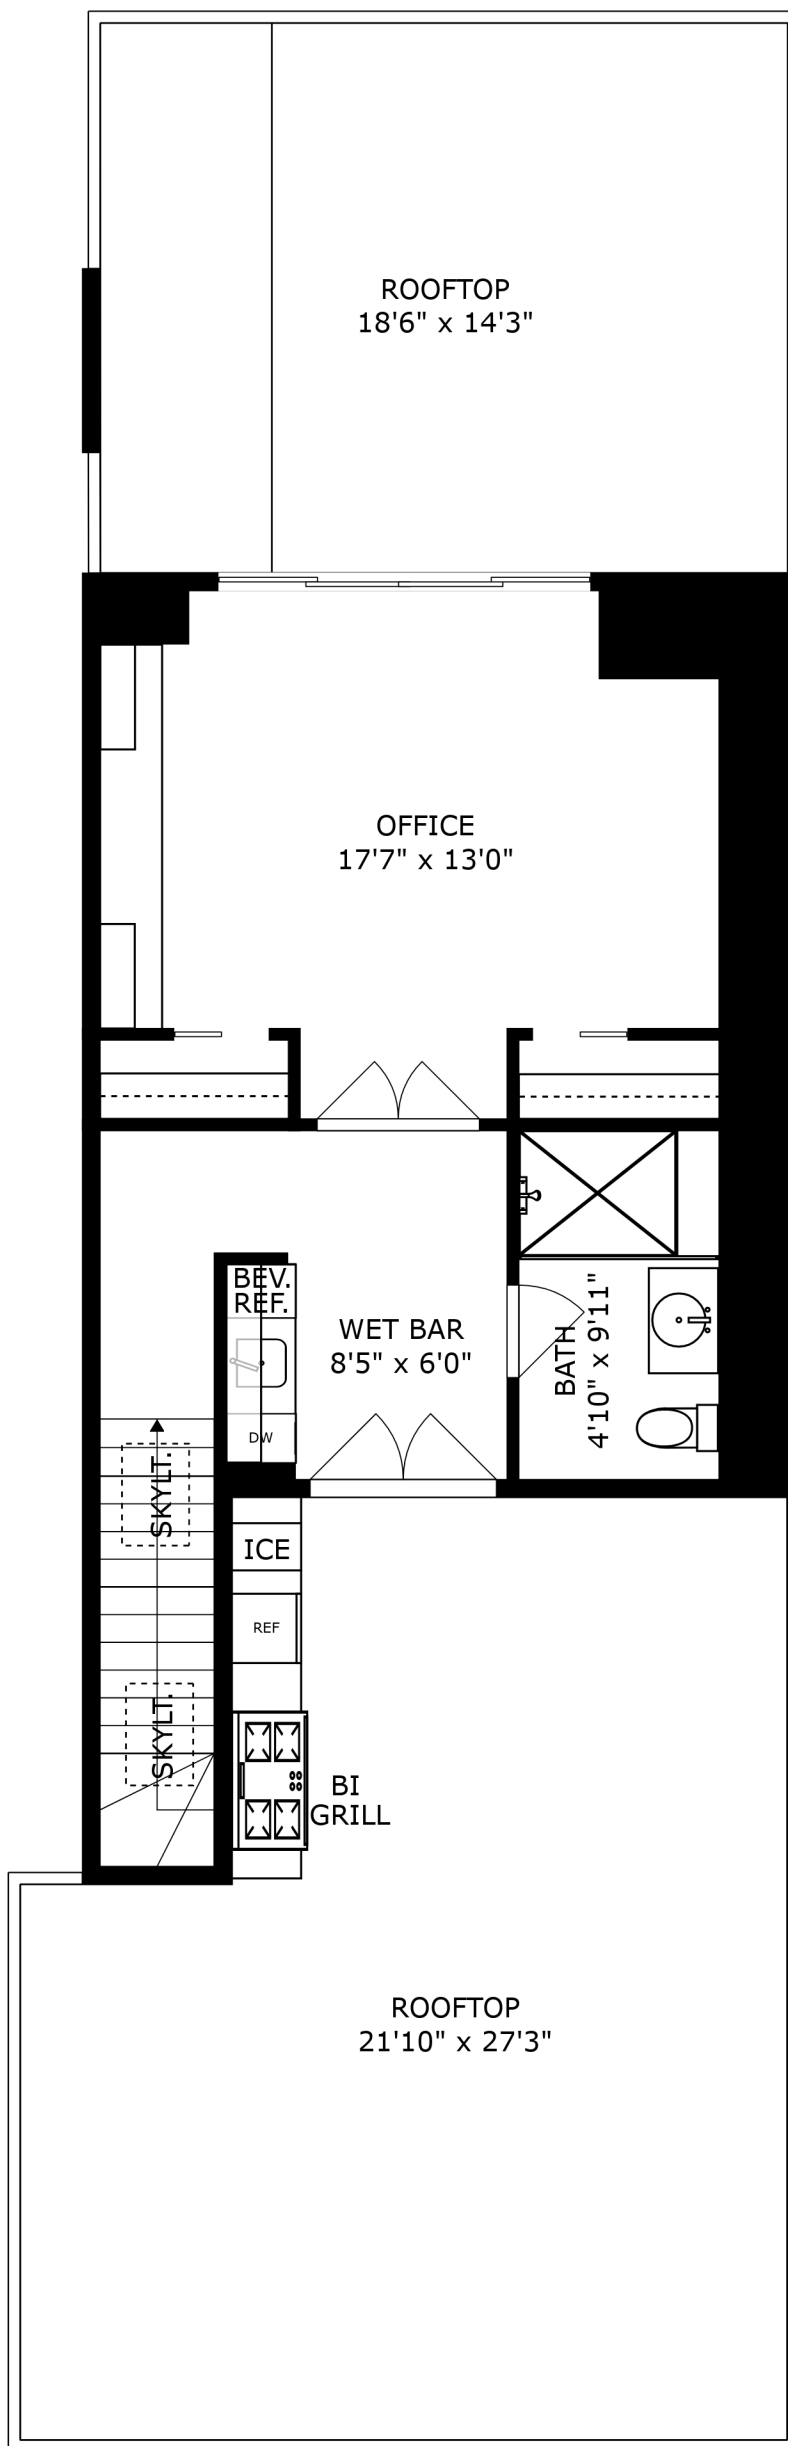 ROOFTOP
18'6" x 14'3"
OFFICE
17'7" x 13'0"
BEV.
REF.
WET BAR
8'5" x 6'0"
BATH
4'10" x 9'11"
DW
SKYLT.
ICE
REF
SKYLT.
BI
GRILL
ROOFTOP
21'10" x 27'3"